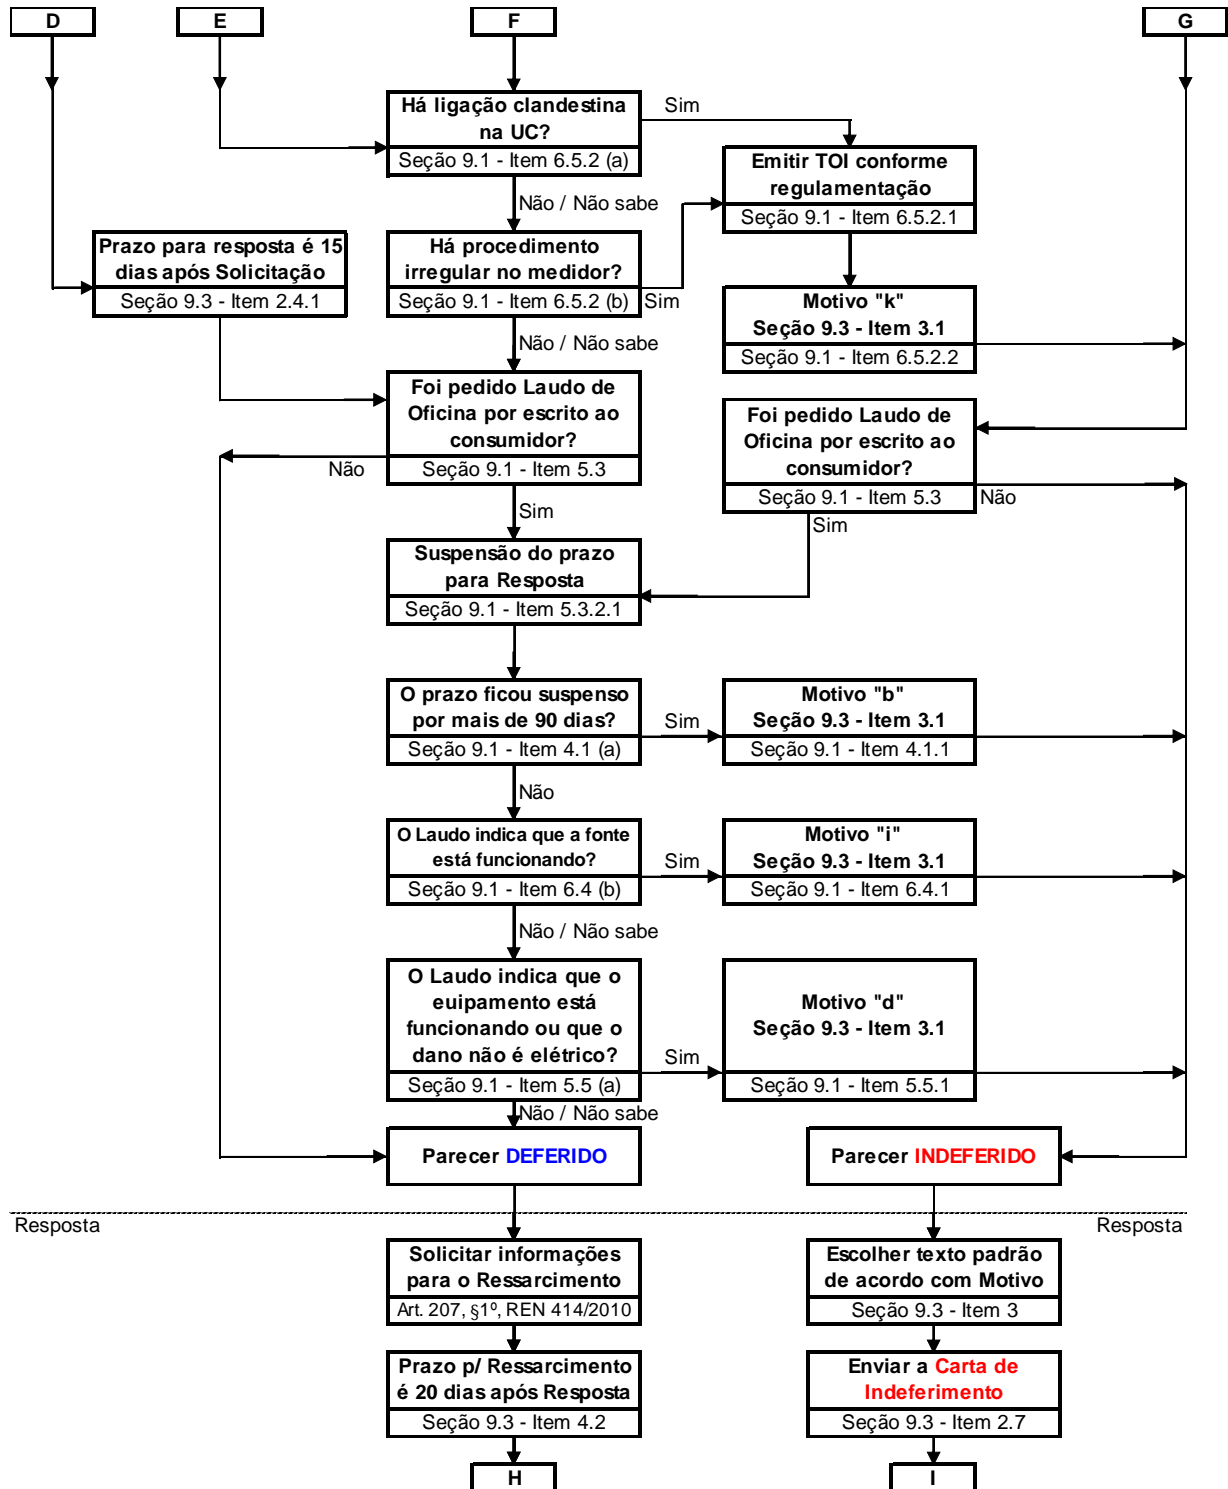 D
E
F
G
Há ligação clandestina
na UC?
Seção 9.1 - Item 6.5.2 (a)
Sim
Emitir TOI conforme
regulamentação
Seção 9.1 - Item 6.5.2.1
Não / Não sabe
Prazo para resposta é 15
dias após Solicitação
Seção 9.3 - Item 2.4.1
Há procedimento
irregular no medidor?
Seção 9.1 - Item 6.5.2 (b)
Sim
Motivo "k"
Seção 9.3 - Item 3.1
Seção 9.1 - Item 6.5.2.2
Não / Não sabe
Foi pedido Laudo de
Oficina por escrito ao
consumidor?
Seção 9.1 - Item 5.3
Não
Sim
Foi pedido Laudo de
Oficina por escrito ao
consumidor?
Seção 9.1 - Item 5.3
Não
Sim
Suspensão do prazo
para Resposta
Seção 9.1 - Item 5.3.2.1
O prazo ficou suspenso
por mais de 90 dias?
Seção 9.1 - Item 4.1 (a)
Sim
Motivo "b"
Seção 9.3 - Item 3.1
Seção 9.1 - Item 4.1.1
Não
O Laudo indica que a fonte
está funcionando?
Seção 9.1 - Item 6.4 (b)
Sim
Motivo "i"
Seção 9.3 - Item 3.1
Seção 9.1 - Item 6.4.1
Não / Não sabe
O Laudo indica que o
euipamento está
funcionando ou que o
dano não é elétrico?
Seção 9.1 - Item 5.5 (a)
Sim
Motivo "d"
Seção 9.3 - Item 3.1
Seção 9.1 - Item 5.5.1
Não / Não sabe
Parecer DEFERIDO
Parecer INDEFERIDO
Resposta
Resposta
Solicitar informações
para o Ressarcimento
Art. 207, §1º, REN 414/2010
Escolher texto padrão
de acordo com Motivo
Seção 9.3 - Item 3
Prazo p/ Ressarcimento
é 20 dias após Resposta
Seção 9.3 - Item 4.2
Enviar a Carta de
Indeferimento
Seção 9.3 - Item 2.7
H
I